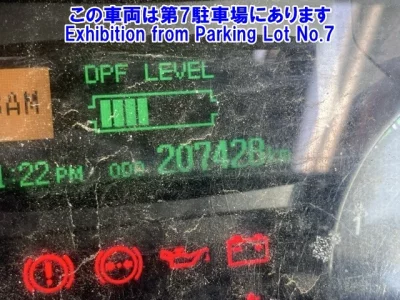 この車両は第7駐車場にあります
Exhibition from Parking Lot No.7
DPF LEVEL
AM
1:22 PM ODO 207428 km